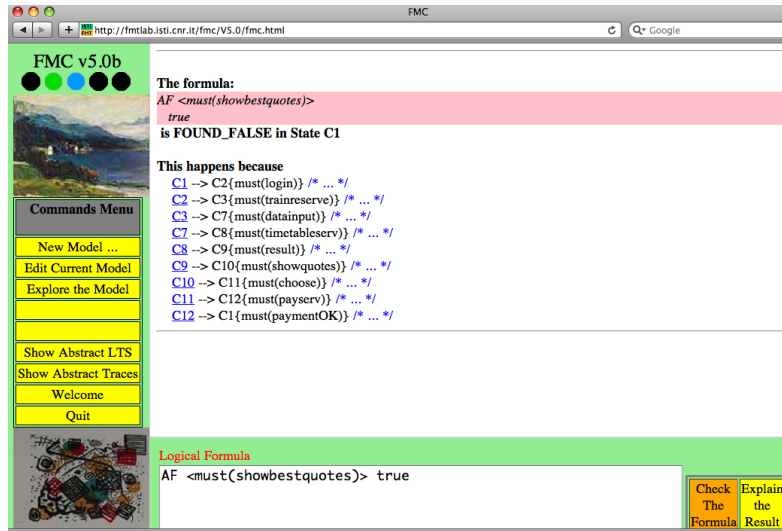 FMC
http://fmtlab.isti.cnr.it/fmc/V5.0/fmc.html
Google
FMC v5.0b
Commands Menu
New Model ...
Edit Current Model
Explore the Model
Show Abstract LTS
Show Abstract Traces
Welcome
Quit
The formula:
AF <must(showbestquotes)>
true
is FOUND_FALSE in State C1
This happens because
C1 --> C2{must(login)} /* ... */
C2 --> C3{must(trainreserve)} /* ... */
C3 --> C7{must(datainput)} /* ... */
C7 --> C8{must(timetableserv)} /* ... */
C8 --> C9{must(result)} /* ... */
C9 --> C10{must(showquotes)} /* ... */
C10 --> C11{must(choose)} /* ... */
C11 --> C12{must(payserv)} /* ... */
C12 --> C1{must(paymentOK)} /* ... */
Logical Formula
AF <must(showbestquotes)> true
Check
The
Formula
Explain
the
Result